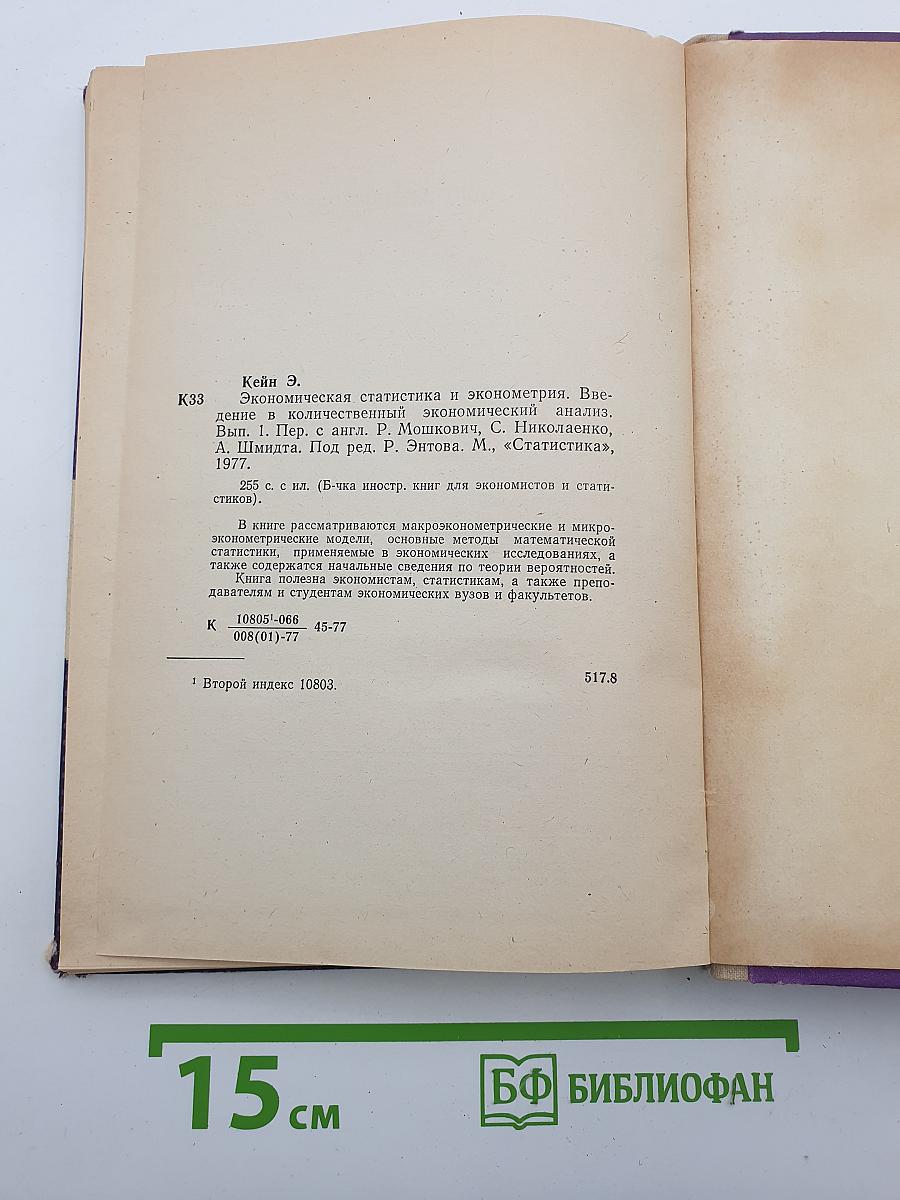 Кейн Э.
К33 Экономическая статистика и эконометрия. Вве-
дение в количественный экономический анализ.
Вып. 1. Пер. с англ. Р. Мошкович, С. Николаенко,
А. Шмидта. Под ред. Р. Энтова. М., «Статистика»,
1977.
255 с. с ил. (Б-чка иностр. книг для экономистов и стати-
стиков).
В книге рассматриваются макроэконометрические и микро-
эконометрические модели, основные методы математической
статистики, применяемые в экономических исследованиях, а
также содержатся начальные сведения по теории вероятностей.
Книга полезна экономистам, статистикам, а также препо-
давателям и студентам экономических вузов и факультетов.
К 10805¹-066
008(01)-77 45-77
¹ Второй индекс 10803.
517.8
15 см
БФ БИБЛИОФАН